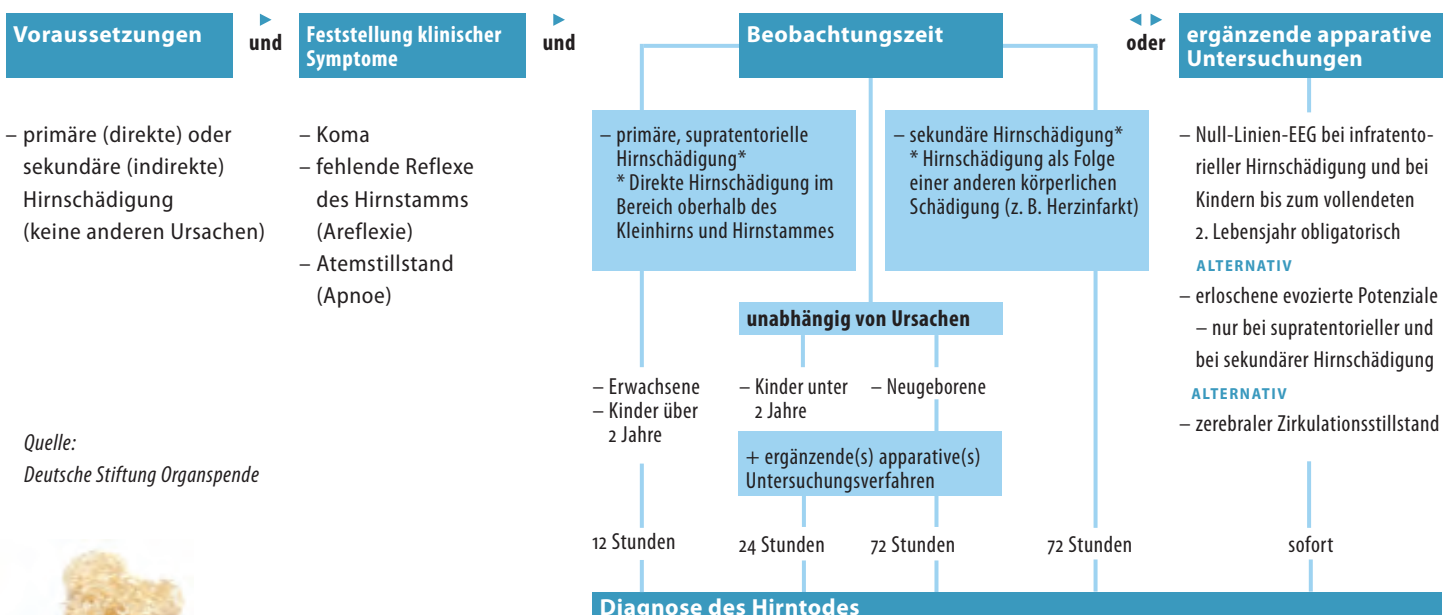 Voraussetzungen
und
Feststellung klinischer
Symptome
und
Beobachtungszeit
oder
ergänzende apparative
Untersuchungen
– primäre (direkte) oder
sekundäre (indirekte)
Hirnschädigung
(keine anderen Ursachen)
– Koma
– fehlende Reflexe
des Hirnstamms
(Areflexie)
– Atemstillstand
(Apnoe)
– primäre, supratentorielle
Hirnschädigung*
* Direkte Hirnschädigung im
Bereich oberhalb des
Kleinhirns und Hirnstammes
– sekundäre Hirnschädigung*
* Hirnschädigung als Folge
einer anderen körperlichen
Schädigung (z. B. Herzinfarkt)
– Null-Linien-EEG bei infratento-
rieller Hirnschädigung und bei
Kindern bis zum vollendeten
2. Lebensjahr obligatorisch
ALTERNATIV
– erloschene evozierte Potenziale
– nur bei supratentorieller und
bei sekundärer Hirnschädigung
ALTERNATIV
– zerebraler Zirkulationsstillstand
unabhängig von Ursachen
– Erwachsene
– Kinder über
2 Jahre
– Kinder unter
2 Jahre
– Neugeborene
+ ergänzende(s) apparative(s)
Untersuchungsverfahren
Quelle:
Deutsche Stiftung Organspende
12 Stunden
24 Stunden
72 Stunden
72 Stunden
sofort
Diagnose des Hirntodes